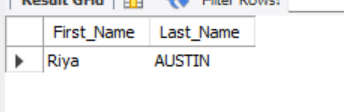 Result Grid Filter Rows:
First_Name Last_Name
Riya AUSTIN